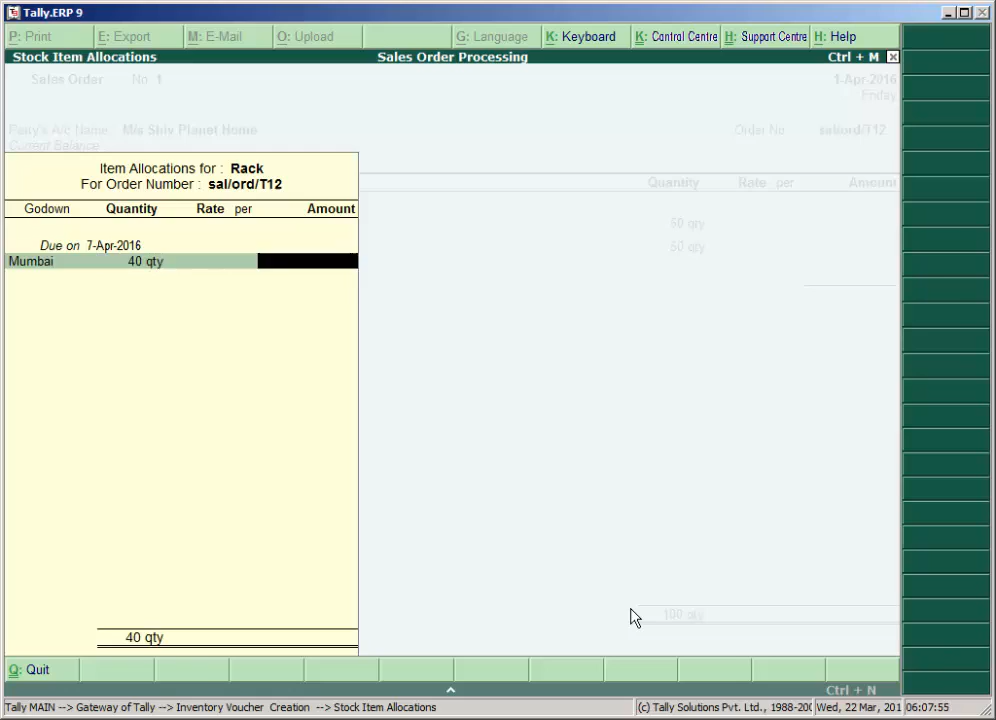 Tally.ERP 9
P: Print E: Export M: E-Mail O: Upload G: Language K: Keyboard K: Control Centre H: Support Centre H: Help
Stock Item Allocations Sales Order Processing Ctrl + M
Sales Order No. 1 1-Apr-2016
Friday
Party's A/c Name : M/s Shiv Planet Home Order No sal/ord/T12
Current Balance
Item Allocations for : Rack
For Order Number : sal/ord/T12
Quantity Rate per Amount
Godown Quantity Rate per Amount
50 qty
Due on 7-Apr-2016 50 qty
Mumbai 40 qty
100 qty
40 qty
Q: Quit
Ctrl + N
Tally MAIN --> Gateway of Tally --> Inventory Voucher Creation --> Stock Item Allocations (c) Tally Solutions Pvt. Ltd., 1988-200 Wed, 22 Mar, 201 06:07:55